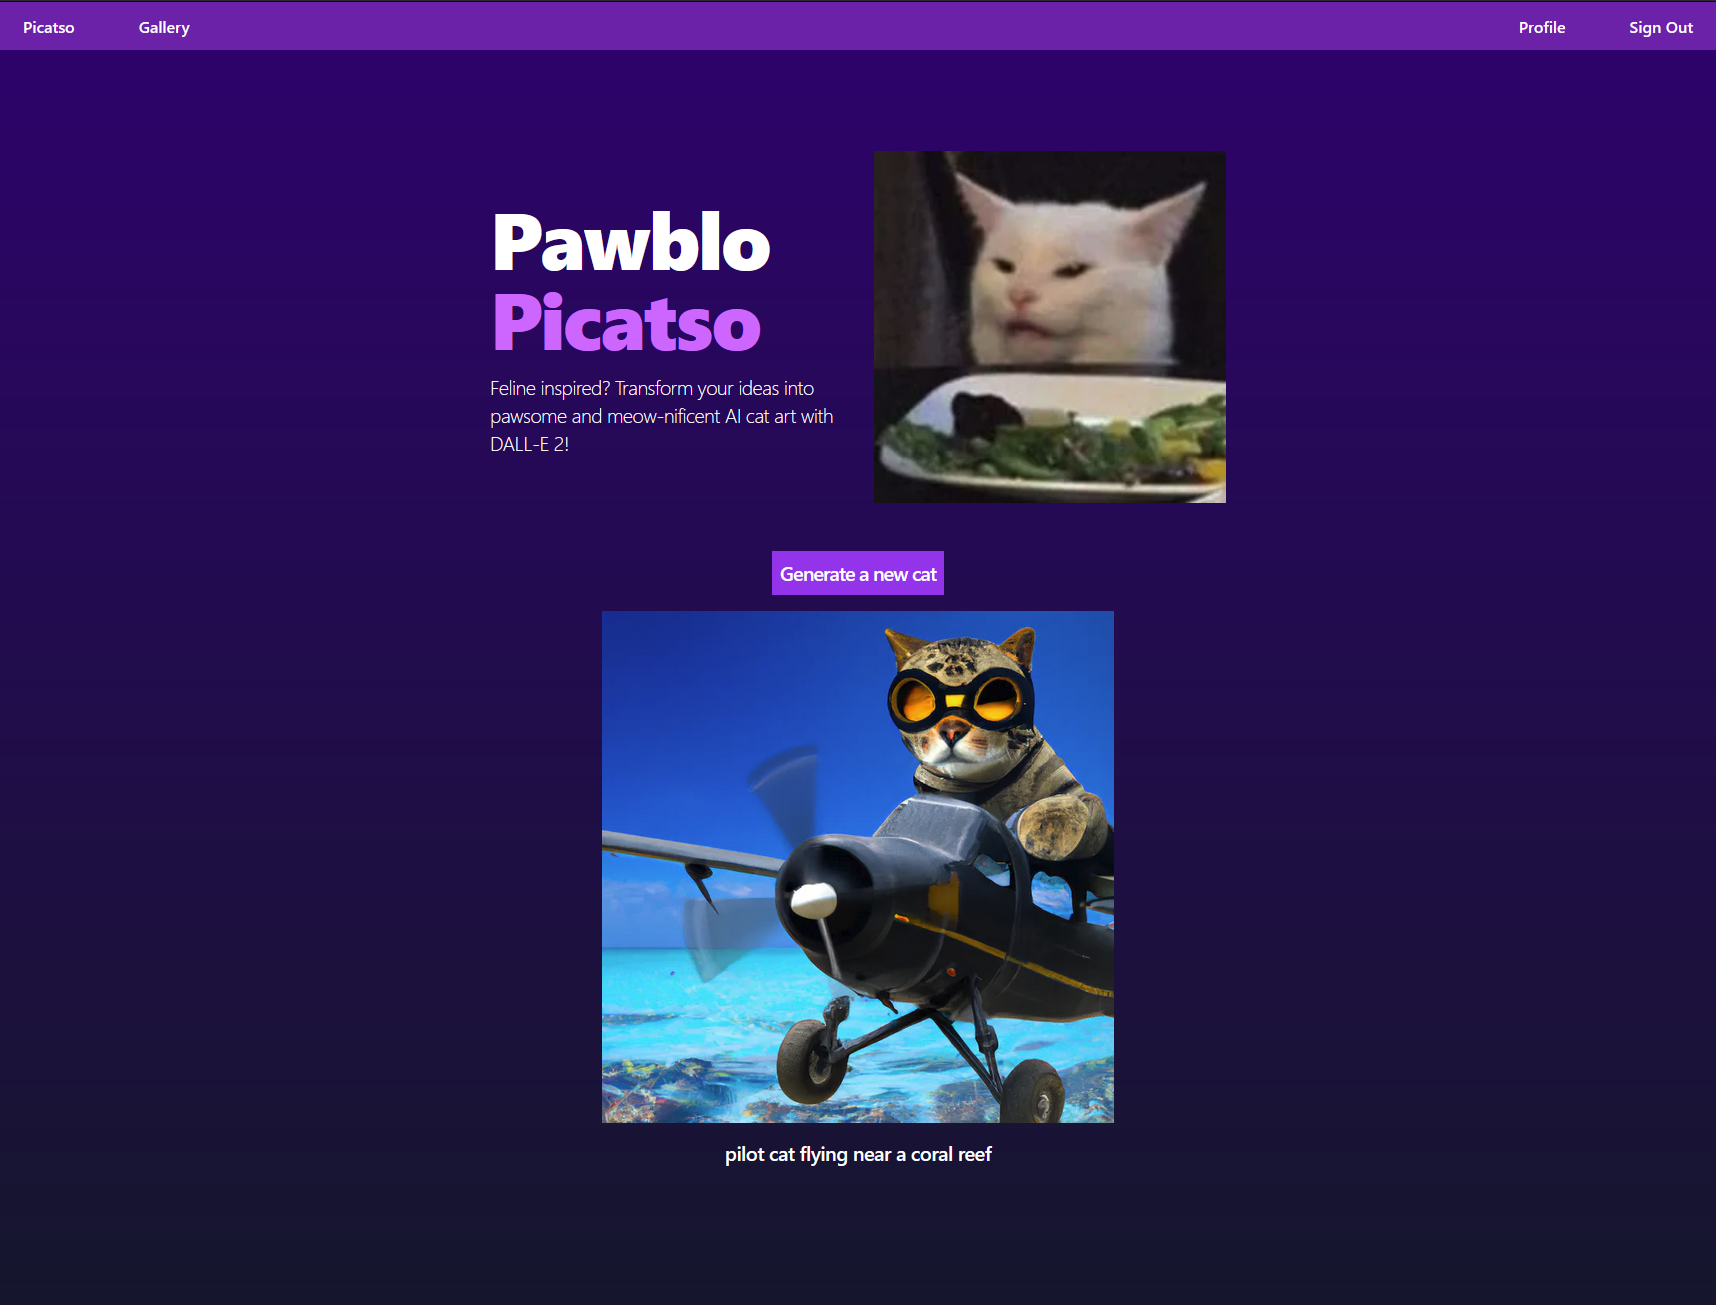 Picatso
Gallery
Profile
Sign Out
Pawblo
Picatso
Feline inspired? Transform your ideas into
pawsome and meow-nificent AI cat art with
DALL-E 2!
Generate a new cat
pilot cat flying near a coral reef